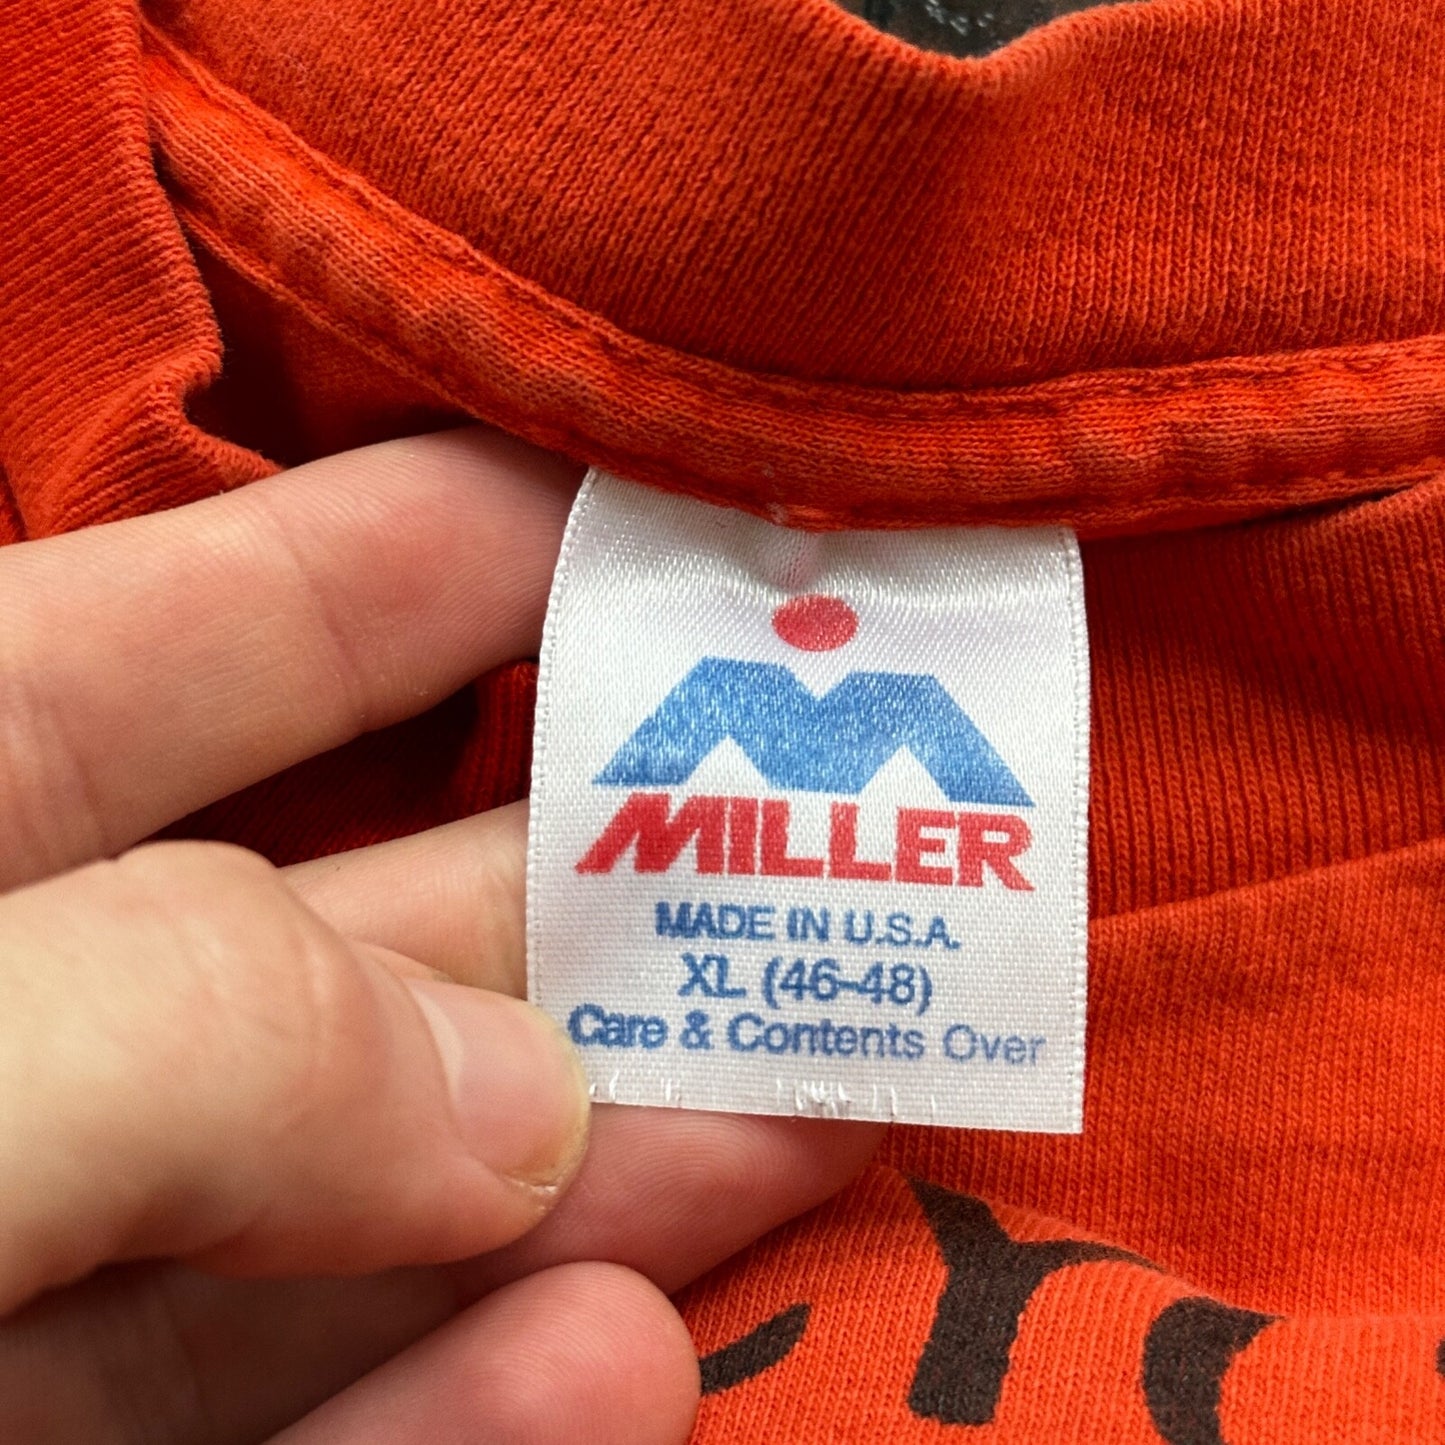 MILLER
MADE IN U.S.A.
XL (46-48)
Care & Contents Over